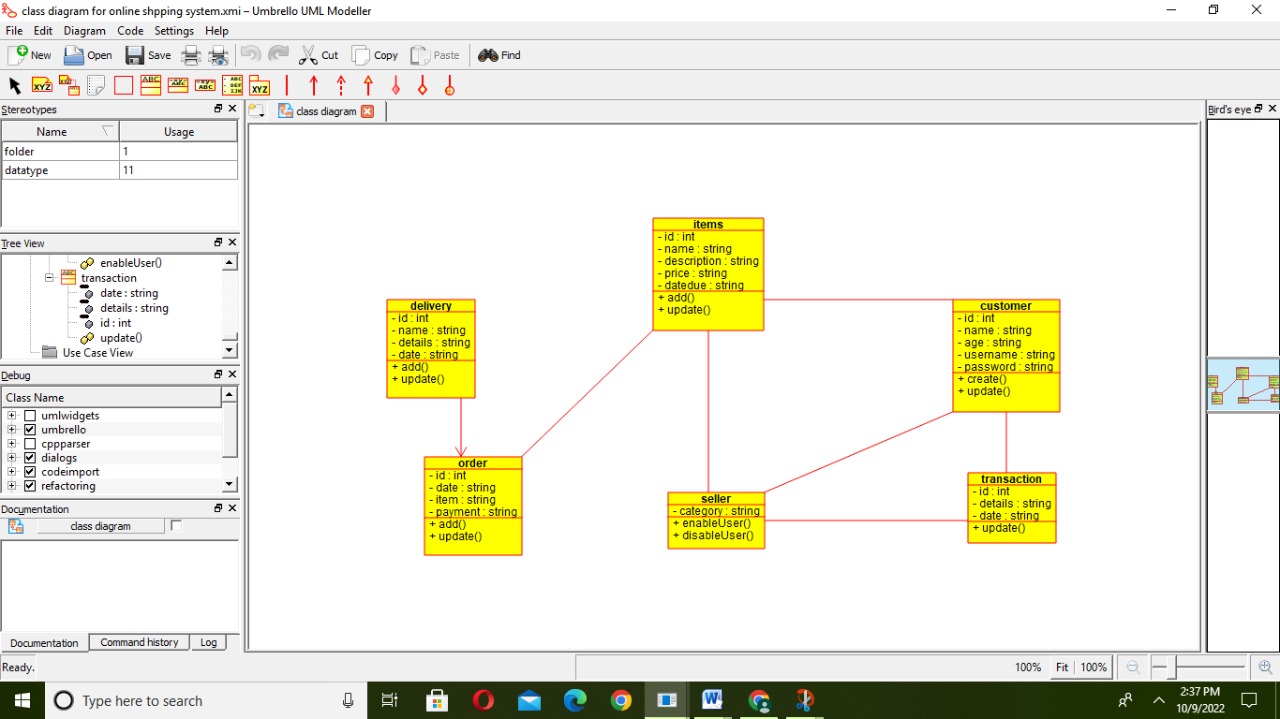 class diagram for online shpping system.xmi – Umbrello UML Modeller
File Edit Diagram Code Settings Help
New Open Save Cut Copy Paste Find
XYZ ABC XYZ
Stereotypes
Name Usage
folder 1
datatype 11
Tree View
enableUser()
transaction
date : string
details : string
id : int
update()
Use Case View
Debug
Class Name
umlwidgets
umbrello
cppparser
dialogs
codeimport
refactoring
Documentation
class diagram
Documentation Command history Log
class diagram
items
- id : int
- name : string
- description : string
- price : string
- datedue : string
+ add()
+ update()
delivery
- id : int
- name : string
- details : string
- date : string
+ add()
+ update()
customer
- id : int
- name : string
- age : string
- username : string
- password : string
+ create()
+ update()
order
- id : int
- date : string
- item : string
- payment : string
+ add()
+ update()
seller
- category : string
+ enableUser()
+ disableUser()
transaction
- id : int
- details : string
- date : string
+ update()
Bird's eye
Ready.
100% Fit 100%
Type here to search
2:37 PM
10/9/2022